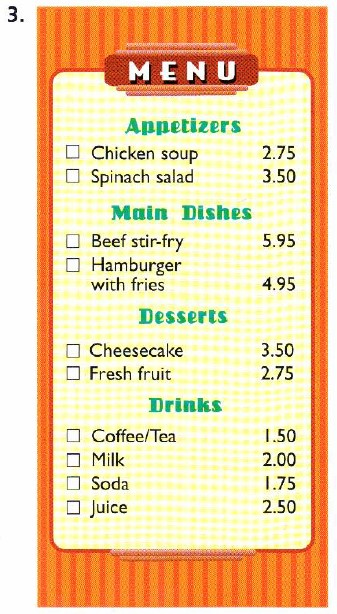 3.
MENU
Appetizers
☐ Chicken soup 2.75
☐ Spinach salad 3.50
Main Dishes
☐ Beef stir-fry 5.95
☐ Hamburger
with fries 4.95
Desserts
☐ Cheesecake 3.50
☐ Fresh fruit 2.75
Drinks
☐ Coffee/Tea 1.50
☐ Milk 2.00
☐ Soda 1.75
☐ Juice 2.50